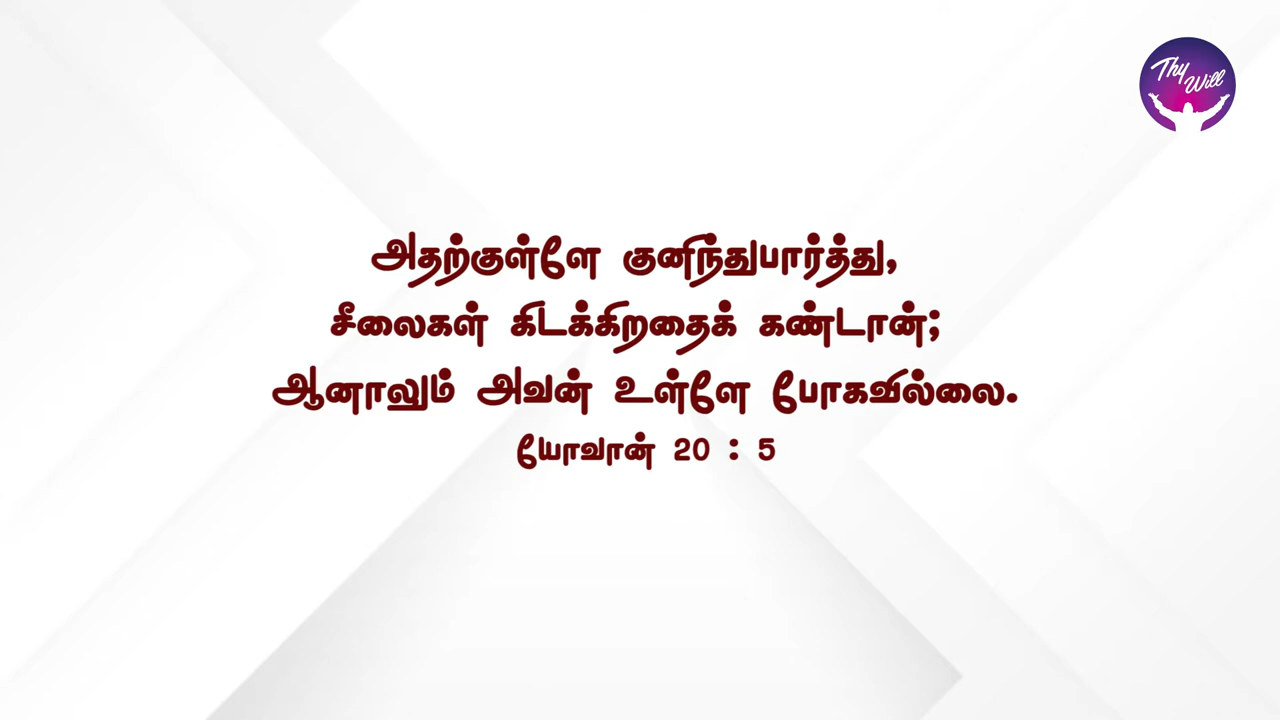 Thy Will
அதற்குள்ளே குனிந்துபார்த்து,
சீலைகள் கிடக்கிறதைக் கண்டான்;
ஆனாலும் அவன் உள்ளே போகவில்லை.
யோவான் 20 : 5